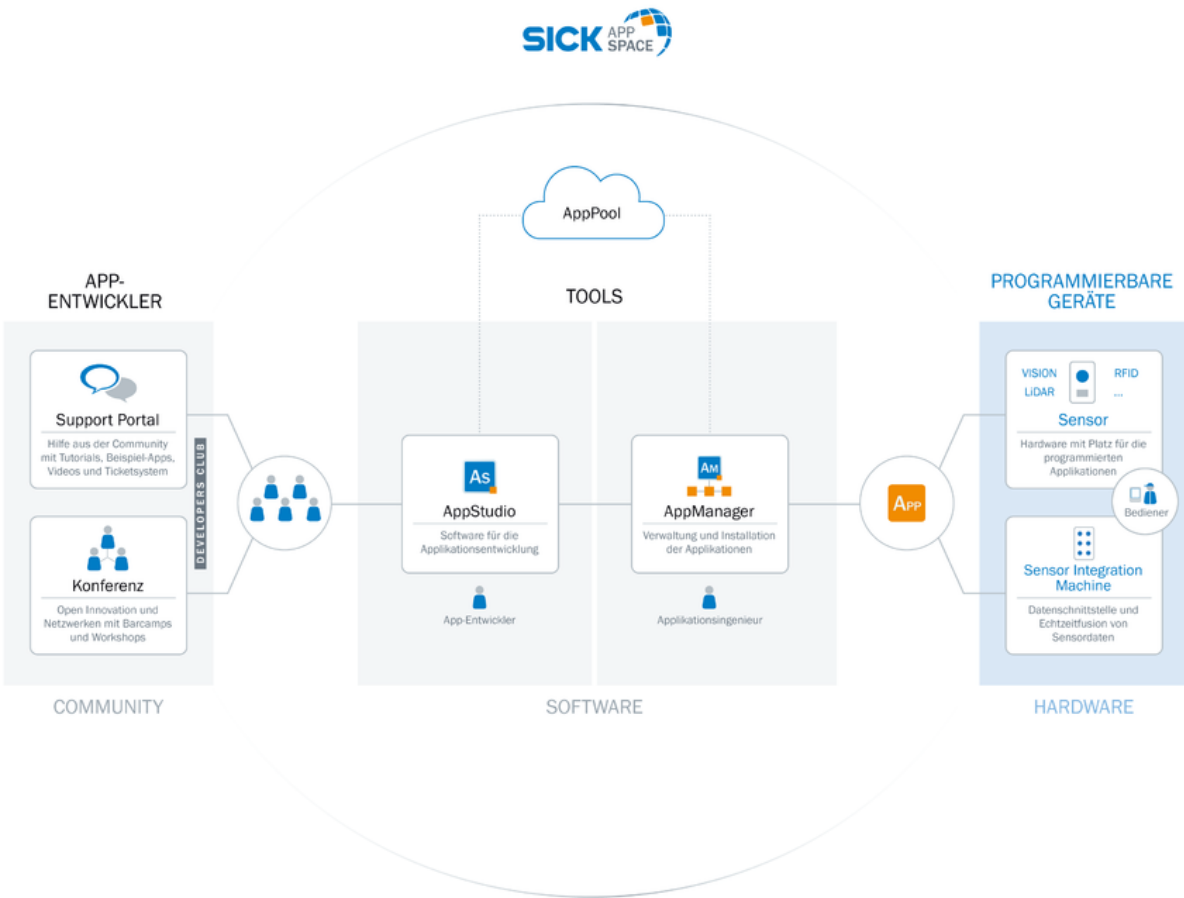 SICK APP
SPACE
AppPool
APP-
ENTWICKLER
TOOLS
PROGRAMMIERBARE
GERÄTE
Support Portal
Hilfe aus der Community
mit Tutorials, Beispiel-Apps,
Videos und Ticketsystem
DEVELOPERS CLUB
Konferenz
Open Innovation und
Netzwerken mit Barcamps
und Workshops
COMMUNITY
As
AppStudio
Software für die
Applikationsentwicklung
App-Entwickler
AM
AppManager
Verwaltung und Installation
der Applikationen
Applikationsingenieur
SOFTWARE
APP
VISION
RFID
LiDAR
...
Sensor
Hardware mit Platz für die
programmierten
Applikationen
Bediener
Sensor Integration
Machine
Datenschnittstelle und
Echtzeitfusion von
Sensordaten
HARDWARE